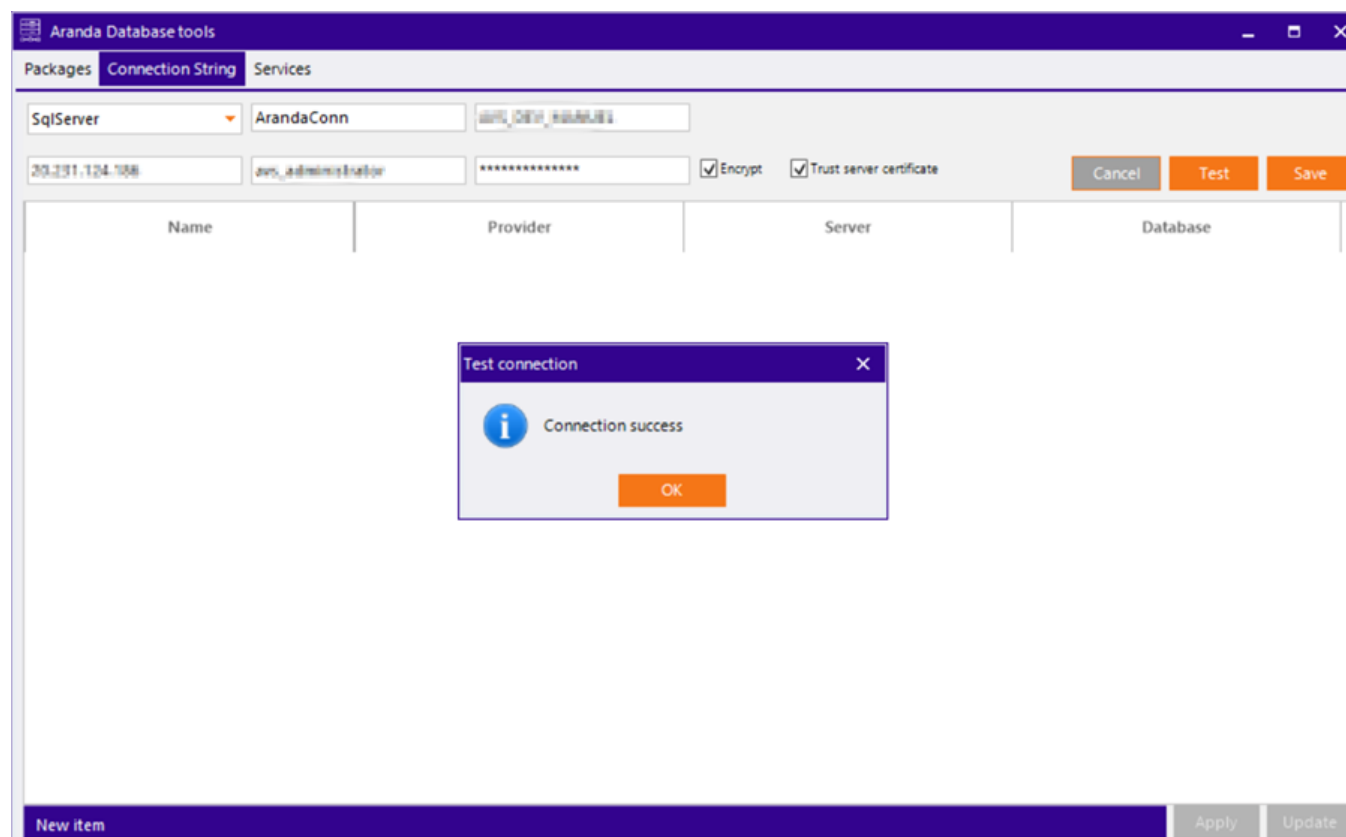 Aranda Database tools
Packages Connection String Services
SqlServer ArandaConn
************** Encrypt Trust server certificate Cancel Test Save
Name Provider Server Database
Test connection
Connection success
OK
New item Apply Update